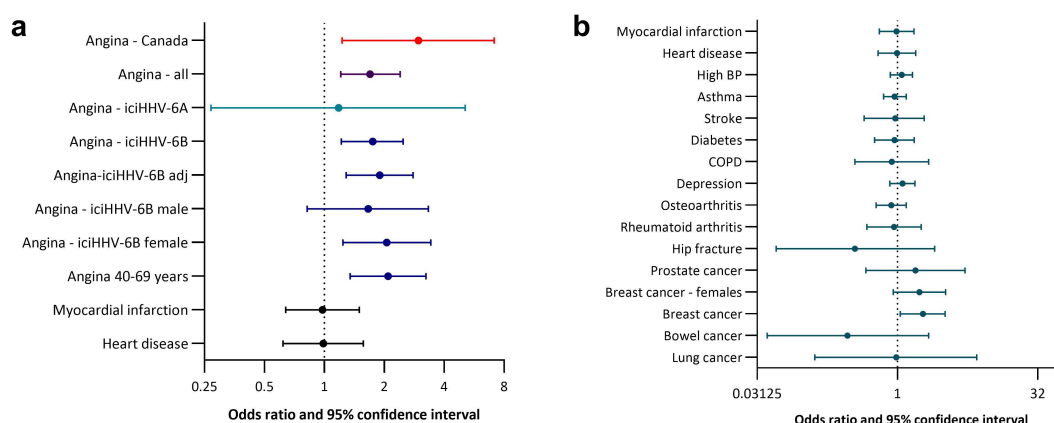 a
Angina - Canada
Angina - all
Angina - iciHHV-6A
Angina - iciHHV-6B
Angina-iciHHV-6B adj
Angina - iciHHV-6B male
Angina - iciHHV-6B female
Angina 40-69 years
Myocardial infarction
Heart disease
0.25 0.5 1 2 4 8
Odds ratio and 95% confidence interval
b
Myocardial infarction
Heart disease
High BP
Asthma
Stroke
Diabetes
COPD
Depression
Osteoarthritis
Rheumatoid arthritis
Hip fracture
Prostate cancer
Breast cancer - females
Breast cancer
Bowel cancer
Lung cancer
0.03125 1 32
Odds ratio and 95% confidence interval